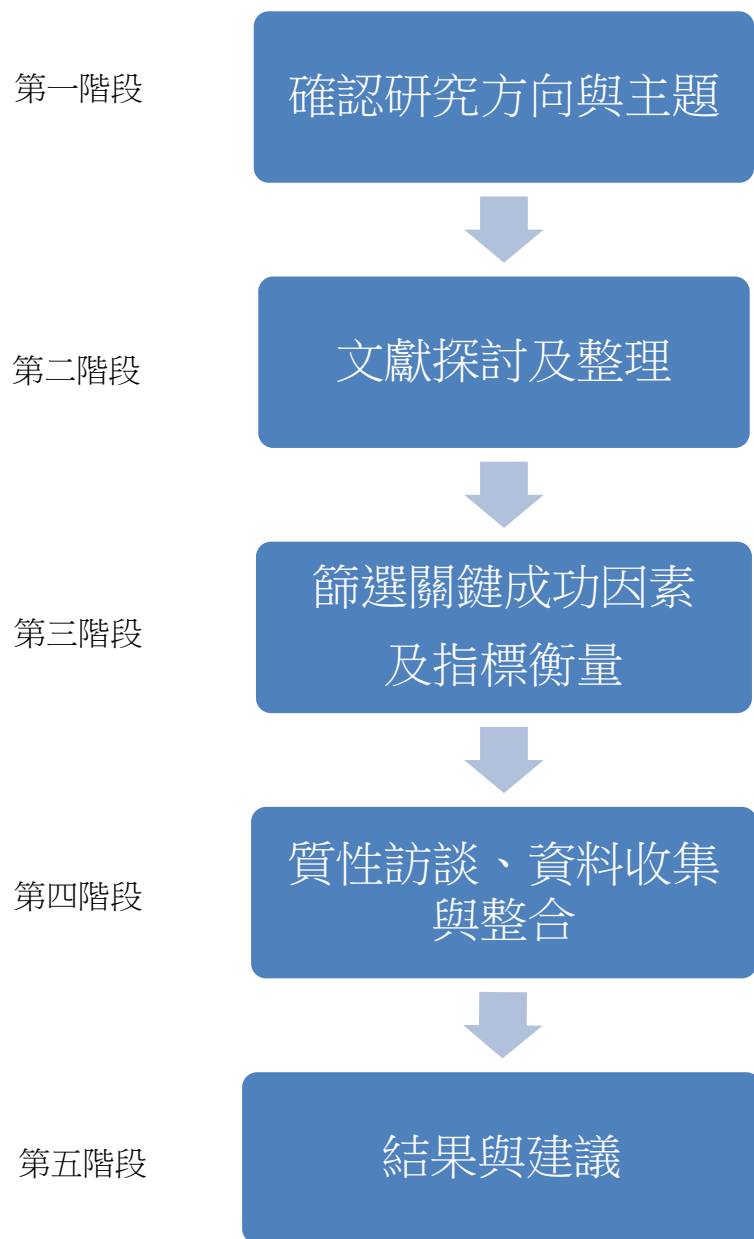 第一階段
確認研究方向與主題
第二階段
文獻探討及整理
第三階段
篩選關鍵成功因素
及指標衡量
第四階段
質性訪談、資料收集
與整合
第五階段
結果與建議